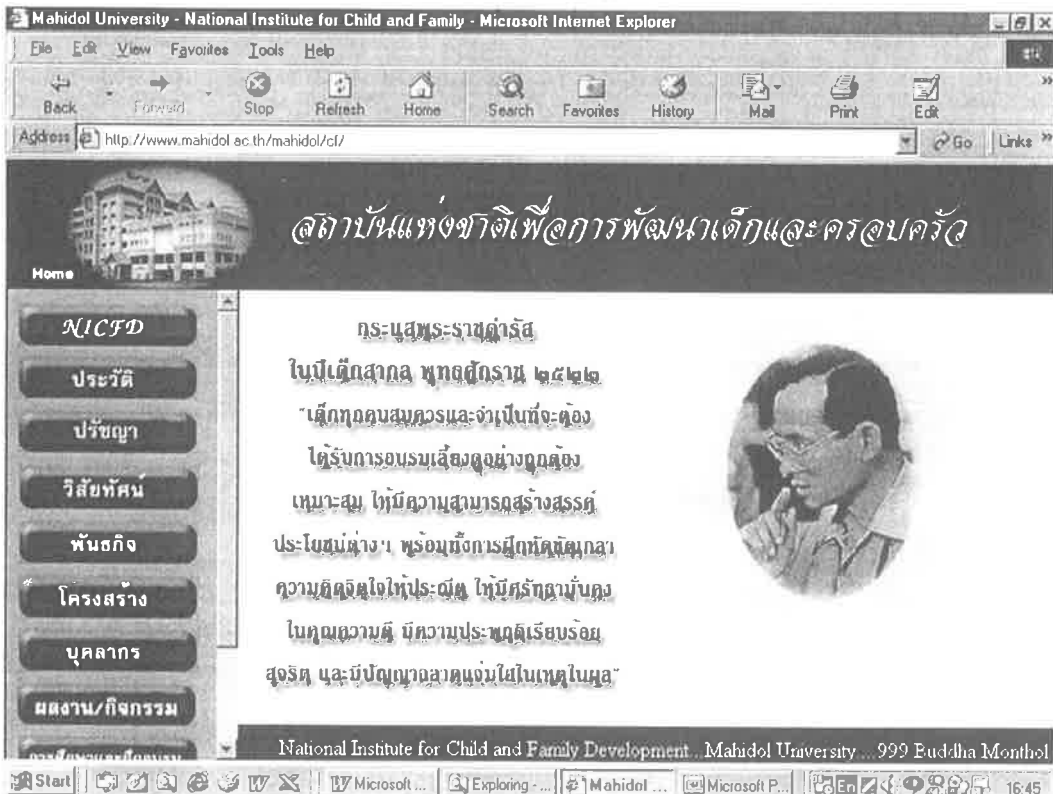 Mahidol University - National Institute for Child and Family - Microsoft Internet Explorer
File Edit View Favorites Tools Help
Back Forward Stop Refresh Home Search Favorites History Mail Print Edit
Address http://www.mahidol.ac.th/mahidol/cf/ Go Links
สถาบันแห่งชาติเพื่อการพัฒนาเด็กและครอบครัว
Home
NICFD
ประวัติ
ปรัชญา
วิสัยทัศน์
พันธกิจ
โครงสร้าง
บุคลากร
ผลงาน/กิจกรรม
กระแสพระราชดำรัส
ในปีเด็กสากล พุทธศักราช ๒๕๒๒
"เด็กทุกคนสมควรและจำเป็นที่จะต้อง
ได้รับการอบรมเลี้ยงดูอย่างถูกต้อง
เหมาะสม ให้มีความสามารถสร้างสรรค์
ประโยชน์ต่างๆ พร้อมทั้งการฝึกหัดขัดเกลา
ความคิดจิตใจให้ประณีต ให้มีศรัทธามั่นคง
ในคุณความดี มีความประพฤติเรียบร้อย
สุจริต และมีปัญญาฉลาดแจ่มใสในเหตุในผล"
National Institute for Child and Family Development... Mahidol University ... 999 Buddha Monthol
Start Microsoft ... Exploring - ... Mahidol ... Microsoft P... En 16:45